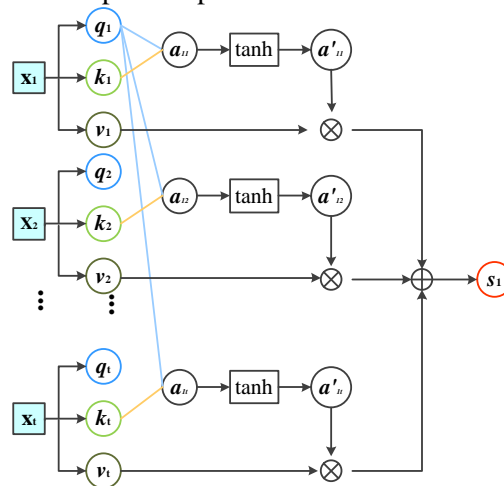 q₁
x₁ k₁ a₁₁ tanh a'₁₁
v₁
q₂
x₂ k₂ a₁₂ tanh a'₁₂
v₂
s₁
qₜ
xₜ kₜ a₁ₜ tanh a'₁ₜ
vₜ